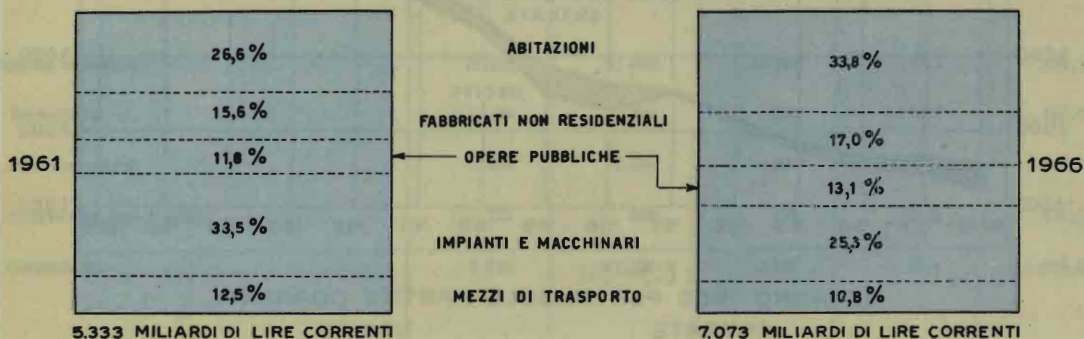 26,6 % ABITAZIONI 33,8 %
15,6 % FABBRICATI NON RESIDENZIALI 17,0 %
1961 11,8 % OPERE PUBBLICHE 13,1 % 1966
33,5 % IMPIANTI E MACCHINARI 25,3 %
12,5 % MEZZI DI TRASPORTO 10,8 %
5.333 MILIARDI DI LIRE CORRENTI 7.073 MILIARDI DI LIRE CORRENTI